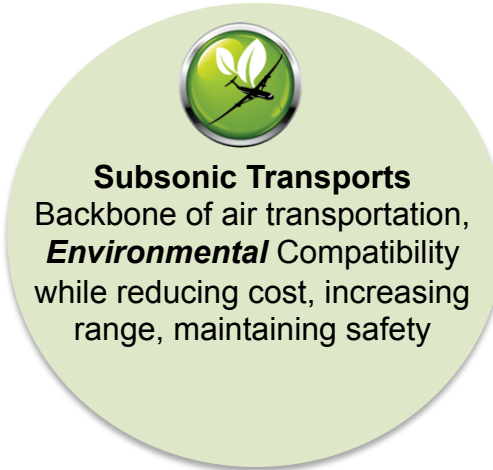 Subsonic Transports
Backbone of air transportation,
Environmental Compatibility
while reducing cost, increasing
range, maintaining safety